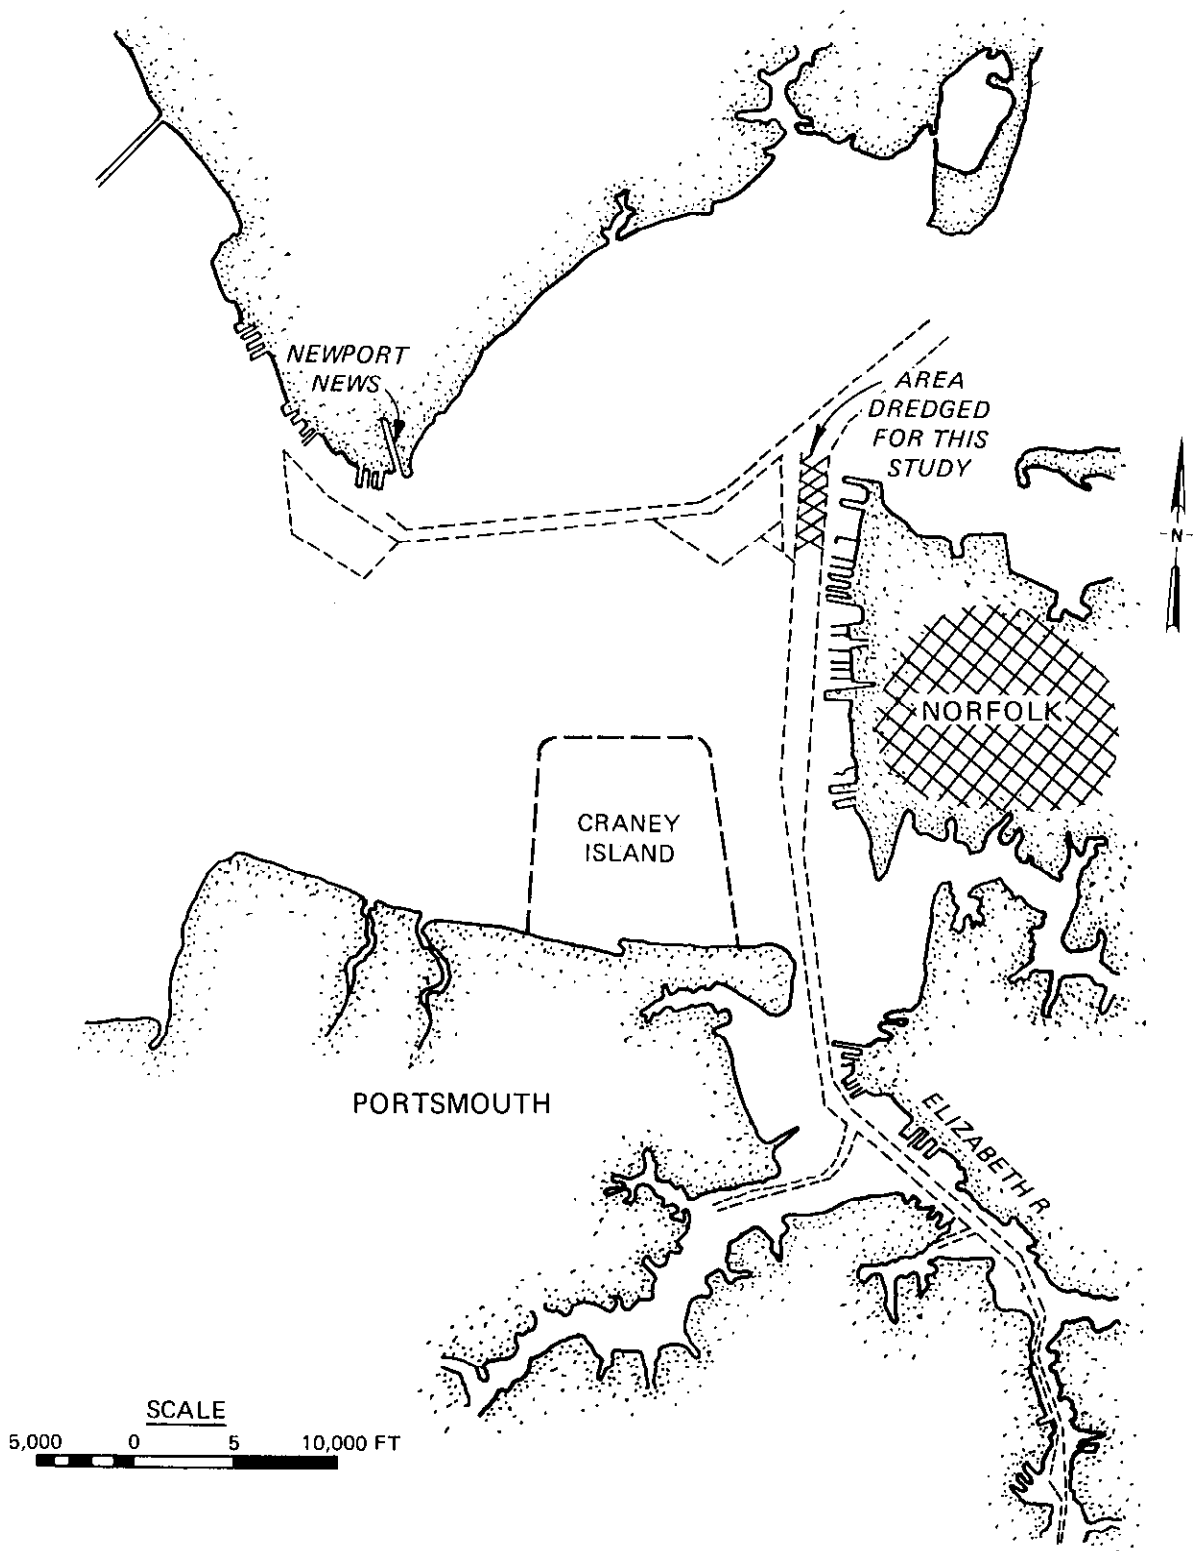 NEWPORT
NEWS
AREA
DREDGED
FOR THIS
STUDY
N
NORFOLK
CRANEY
ISLAND
PORTSMOUTH
ELIZABETH R.
SCALE
5,000 0 5 10,000 FT